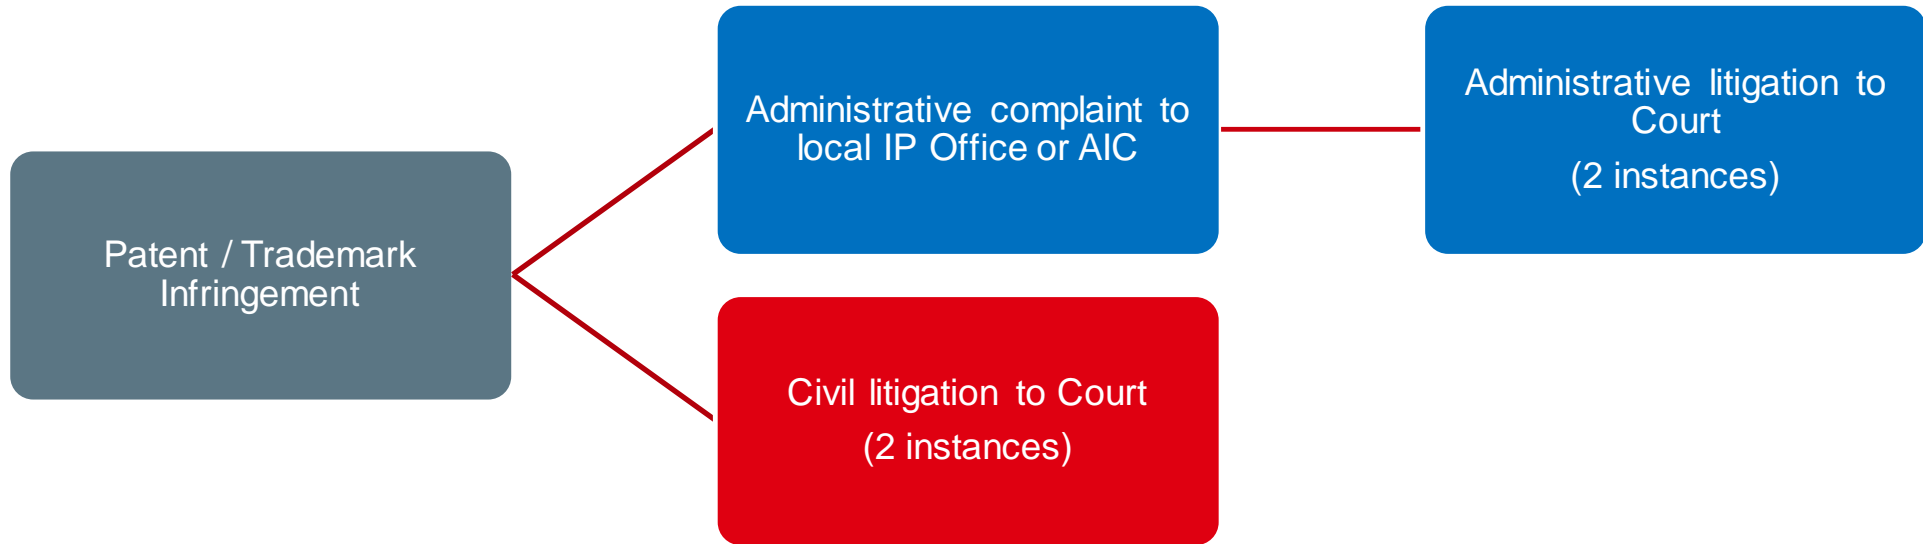 Patent / Trademark
Infringement
Administrative complaint to
local IP Office or AIC
Civil litigation to Court
(2 instances)
Administrative litigation to
Court
(2 instances)